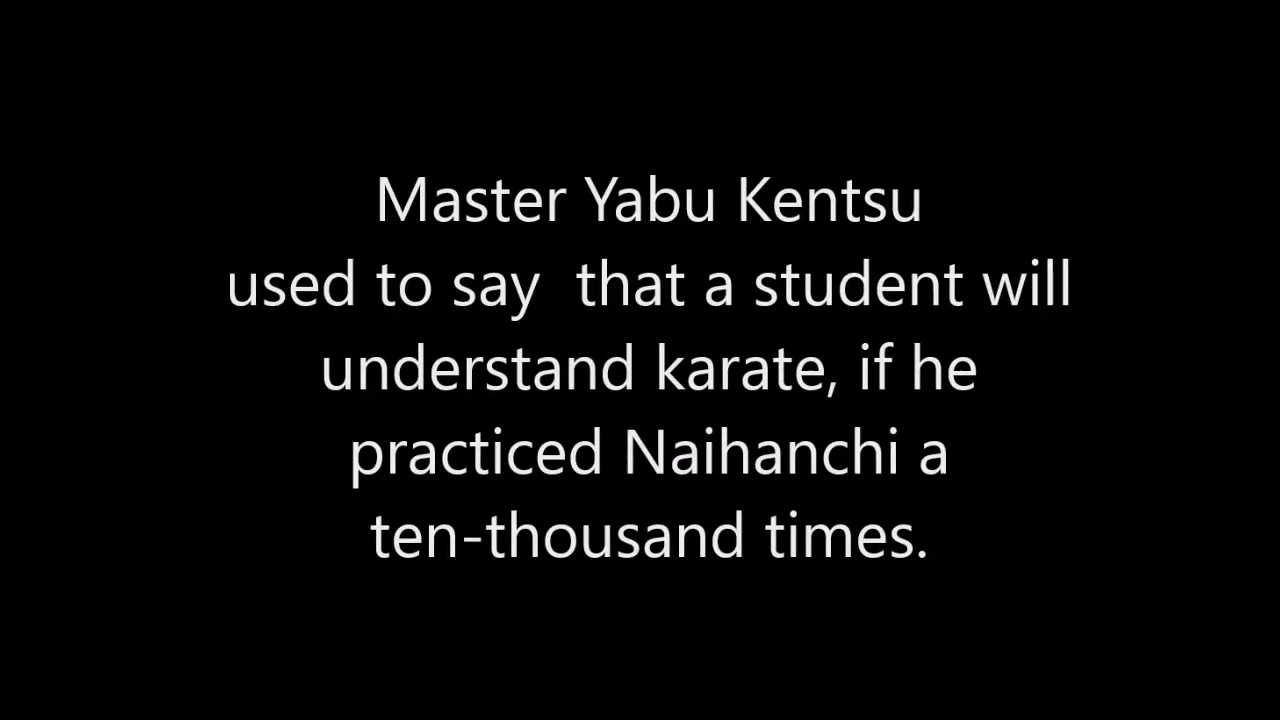 Master Yabu Kentsu
used to say  that a student will
understand karate, if he
practiced Naihanchi a
ten-thousand times.